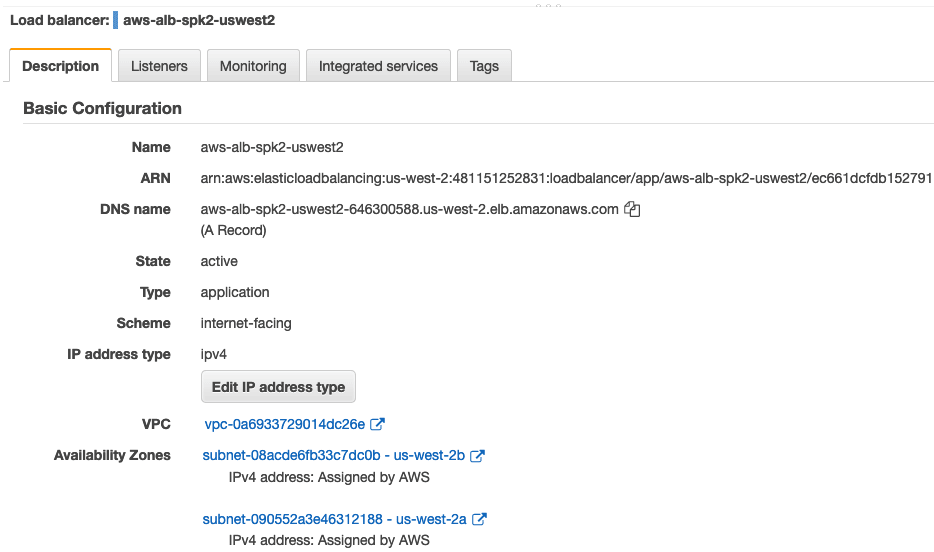 Load balancer: aws-alb-spk2-uswest2
Description Listeners Monitoring Integrated services Tags
Basic Configuration
Name aws-alb-spk2-uswest2
ARN arn:aws:elasticloadbalancing:us-west-2:481151252831:loadbalancer/app/aws-alb-spk2-uswest2/ec661dcfdb152791
DNS name aws-alb-spk2-uswest2-646300588.us-west-2.elb.amazonaws.com
(A Record)
State active
Type application
Scheme internet-facing
IP address type ipv4
Edit IP address type
VPC vpc-0a6933729014dc26e
Availability Zones subnet-08acde6fb33c7dc0b - us-west-2b
IPv4 address: Assigned by AWS
subnet-090552a3e46312188 - us-west-2a
IPv4 address: Assigned by AWS